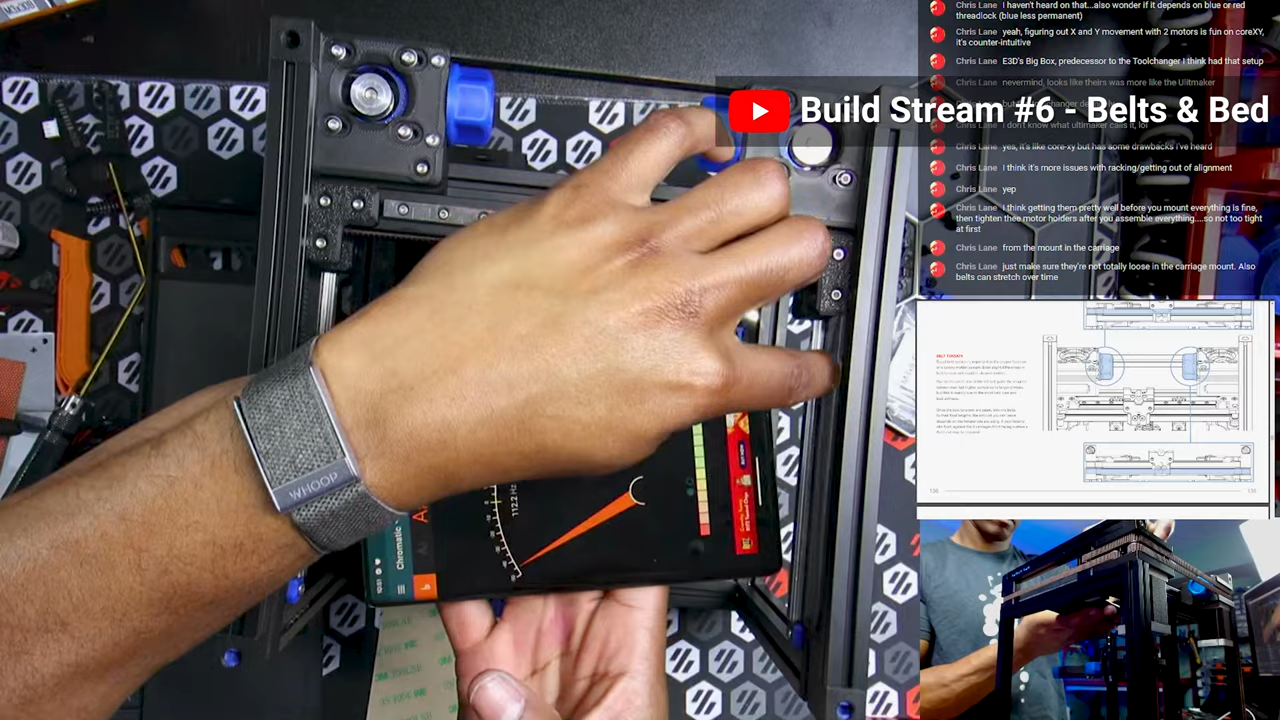 Chris Lane I haven't heard on that...also wonder if it depends on blue or red
threadlock (blue less permanent)
Chris Lane yeah, figuring out X and Y movement with 2 motors is fun on coreXY,
it's counter-intuitive
Chris Lane E3D's Big Box, predecessor to the Toolchanger I think had that setup
Chris Lane nevermind, looks like theirs was more like the Ulitmaker
Build Stream #6 - Belts & Bed
I don't know what ultimaker calls it, lol
Chris Lane yes, it's like core-xy but has some drawbacks i've heard
Chris Lane I think it's more issues with racking/getting out of alignment
Chris Lane yep
Chris Lane I think getting them pretty well before you mount everything is fine,
then tighten thee motor holders after you assemble everything....so not too tight
at first
Chris Lane from the mount in the carriage
Chris Lane just make sure they're not totally loose in the carriage mount. Also
belts can stretch over time
BELT TENSION
WHOOP
Chromatic
112.2 Hz